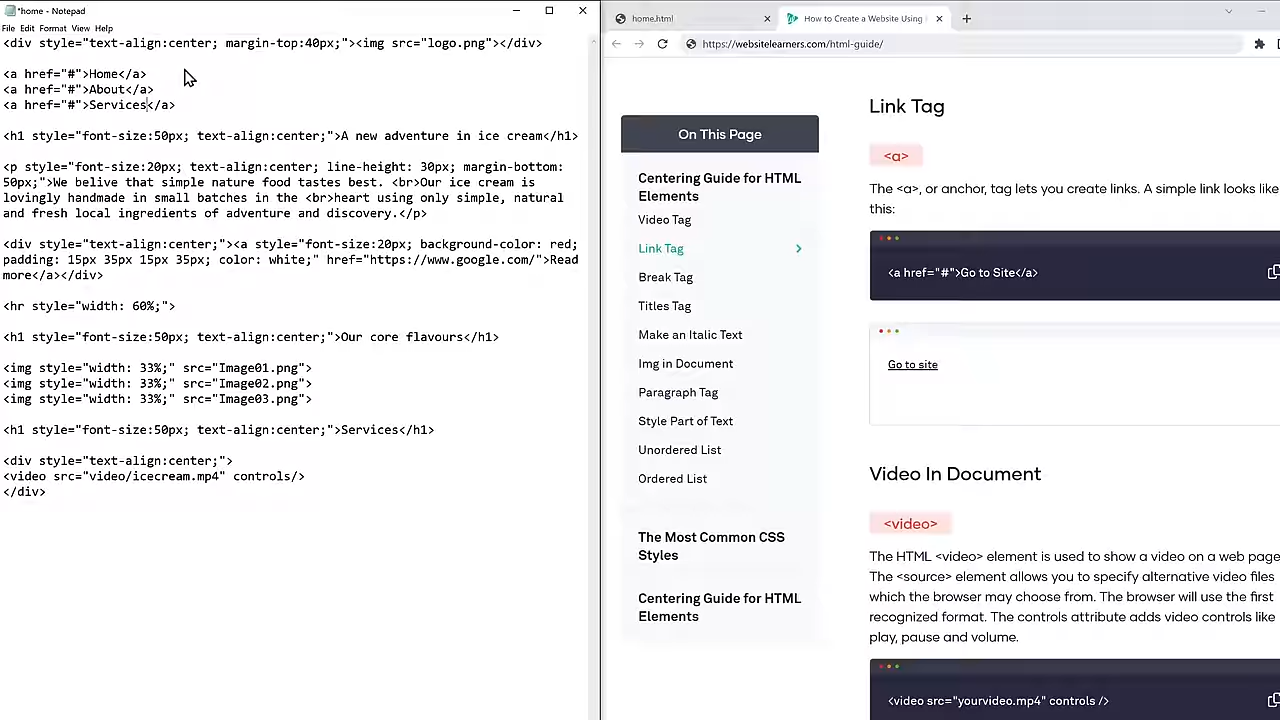 *home - Notepad
File Edit Format View Help
<div style="text-align:center; margin-top:40px;"><img src="logo.png"></div>
<a href="#">Home</a>
<a href="#">About</a>
<a href="#">Services</a>
<h1 style="font-size:50px; text-align:center;">A new adventure in ice cream</h1>
<p style="font-size:20px; text-align:center; line-height: 30px; margin-bottom:
50px;">We belive that simple nature food tastes best. <br>Our ice cream is
lovingly handmade in small batches in the <br>heart using only simple, natural
and fresh local ingredients of adventure and discovery.</p>
<div style="text-align:center;"><a style="font-size:20px; background-color: red;
padding: 15px 35px 15px 35px; color: white;" href="https://www.google.com/">Read
more</a></div>
<hr style="width: 60%;">
<h1 style="font-size:50px; text-align:center;">Our core flavours</h1>
<img style="width: 33%;" src="Image01.png">
<img style="width: 33%;" src="Image02.png">
<img style="width: 33%;" src="Image03.png">
<h1 style="font-size:50px; text-align:center;">Services</h1>
<div style="text-align:center;">
<video src="video/icecream.mp4" controls/>
</div>
home.html
How to Create a Website Using
https://websitelearners.com/html-guide/
On This Page
Centering Guide for HTML
Elements
Video Tag
Link Tag
Break Tag
Titles Tag
Make an Italic Text
Img in Document
Paragraph Tag
Style Part of Text
Unordered List
Ordered List
The Most Common CSS
Styles
Centering Guide for HTML
Elements
Link Tag
<a>
The <a>, or anchor, tag lets you create links. A simple link looks like
this:
<a href="#">Go to Site</a>
Go to site
Video In Document
<video>
The HTML <video> element is used to show a video on a web page
The <source> element allows you to specify alternative video files
which the browser may choose from. The browser will use the first
recognized format. The controls attribute adds video controls like
play, pause and volume.
<video src="yourvideo.mp4" controls />